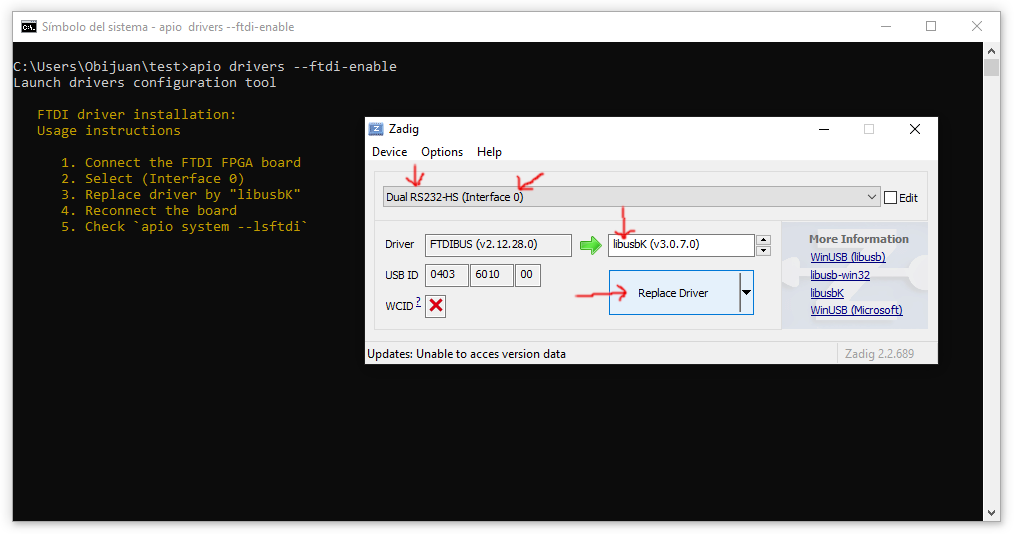 Símbolo del sistema - apio  drivers --ftdi-enable
C:\Users\Obijuan\test>apio drivers --ftdi-enable
Launch drivers configuration tool
FTDI driver installation:
Usage instructions
1. Connect the FTDI FPGA board
2. Select (Interface 0)
3. Replace driver by "libusbK"
4. Reconnect the board
5. Check `apio system --lsftdi`
Zadig
Device Options Help
Dual RS232-HS (Interface 0) Edit
Driver FTDIBUS (v2.12.28.0) libusbK (v3.0.7.0)
USB ID 0403 6010 00
WCID ?
Replace Driver
More Information
WinUSB (libusb)
libusb-win32
libusbK
WinUSB (Microsoft)
Updates: Unable to acces version data Zadig 2.2.689